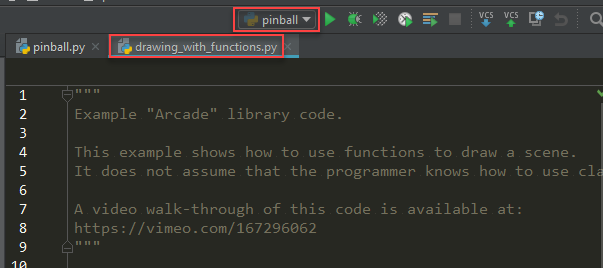 pinball
VCS VCS
pinball.py drawing_with_functions.py
1 """
2 Example "Arcade" library code.
3
4 This example shows how to use functions to draw a scene.
5 It does not assume that the programmer knows how to use cla
6
7 A video walk-through of this code is available at:
8 https://vimeo.com/167296062
9 """
10